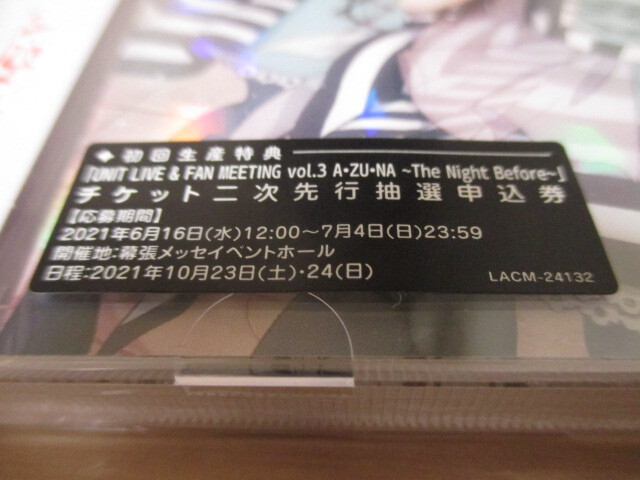 初回生産特典
「UNIT LIVE & FAN MEETING vol.3 A•ZU•NA ~The Night Before~」
チケット二次先行抽選申込券
【応募期間】
2021年6月16日(水)12:00~7月4日(日)23:59
開催地:幕張メッセイベントホール
日程:2021年10月23日(土)・24(日)
LACM-24132